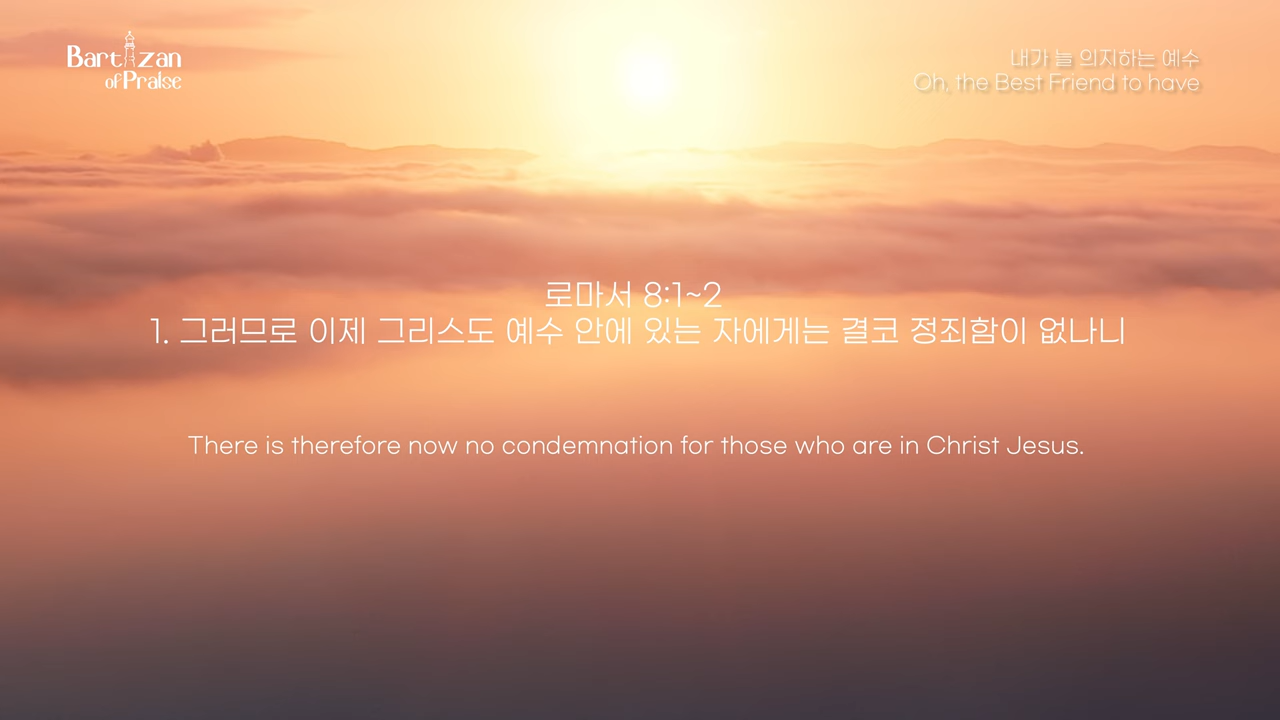 Bartizan
of Praise
내가 늘 의지하는 예수
Oh, the Best Friend to have
로마서 8:1~2
1. 그러므로 이제 그리스도 예수 안에 있는 자에게는 결코 정죄함이 없나니
There is therefore now no condemnation for those who are in Christ Jesus.